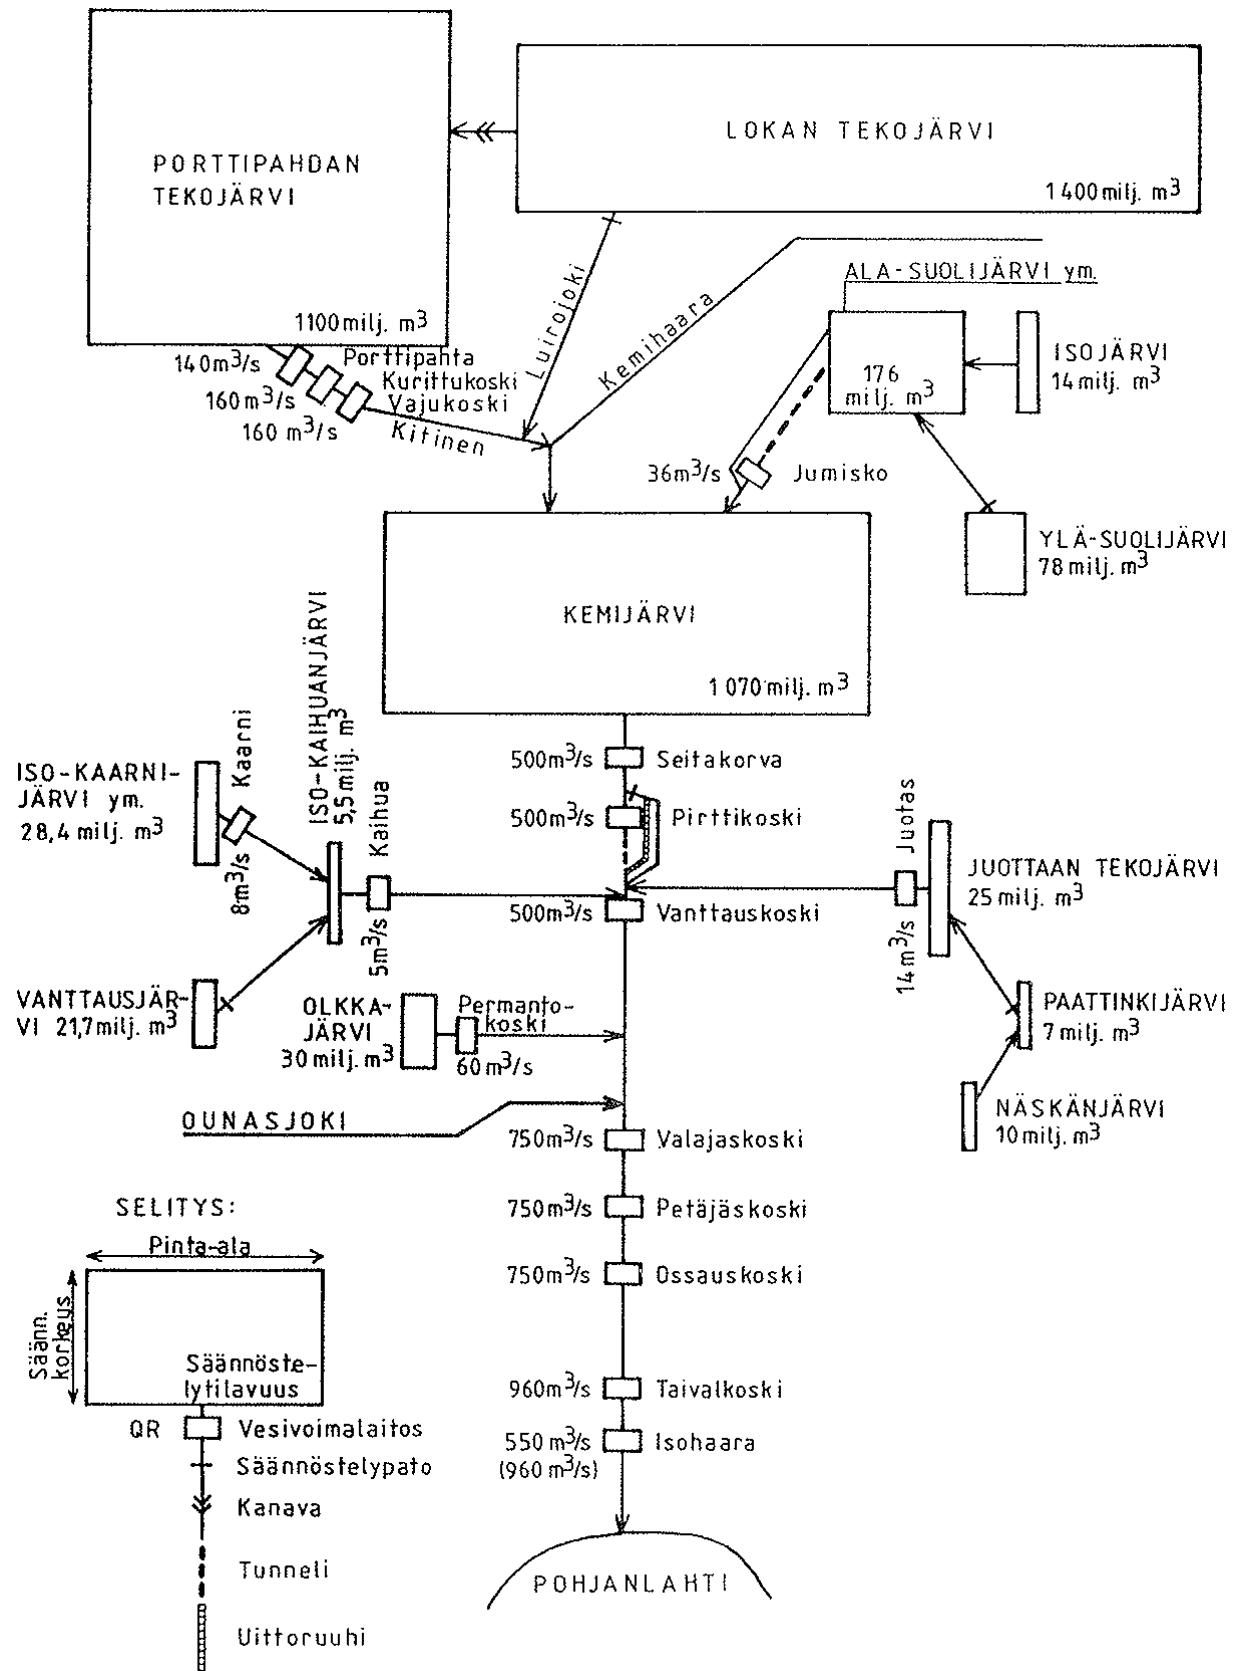 LOKAN TEKOJÄRVI
1 400 milj. m³
PORTTIPAHDAN
TEKOJÄRVI
1100 milj. m³
Luirojoki
Kemihaara
ALA-SUOLIJÄRVI ym.
176
milj. m³
ISOJÄRVI
14 milj. m³
140 m³/s
Porttipahta
160 m³/s
Kurittukoski
160 m³/s
Vajukoski
Kitinen
36 m³/s
Jumisko
YLÄ-SUOLIJÄRVI
78 milj. m³
KEMIJÄRVI
1 070 milj. m³
500 m³/s
Seitakorva
500 m³/s
Pirttikoski
ISO-KAARNI-
JÄRVI ym.
28,4 milj. m³
Kaarni
8 m³/s
ISO-KAIHUANJÄRVI
5,5 milj. m³
Kaihua
5 m³/s
500 m³/s
Vanttauskoski
Juotas
14 m³/s
JUOTTAAN TEKOJÄRVI
25 milj. m³
VANTTAUSJÄR-
VI 21,7 milj. m³
OLKKA-
JÄRVI
30 milj. m³
Permanto-
koski
60 m³/s
PAATTINKIJÄRVI
7 milj. m³
NÄSKÄNJÄRVI
10 milj. m³
OUNASJOKI
750 m³/s
Valajaskoski
750 m³/s
Petäjäskoski
750 m³/s
Ossauskoski
960 m³/s
Taivalkoski
550 m³/s
Isohaara
(960 m³/s)
POHJANLAHTI
SELITYS:
Pinta-ala
Säänn.
korkeus
Säännöste-
lytilavuus
QR
Vesivoimalaitos
Säännöstelypato
Kanava
Tunneli
Uittoruuhi